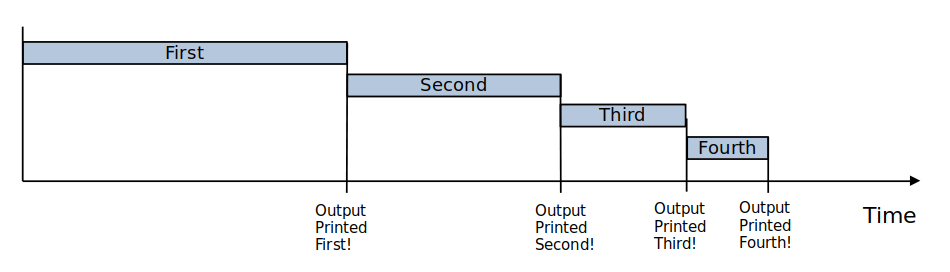 First
Second
Third
Fourth
Output
Printed
First!
Output
Printed
Second!
Output
Printed
Third!
Output
Printed
Fourth!
Time